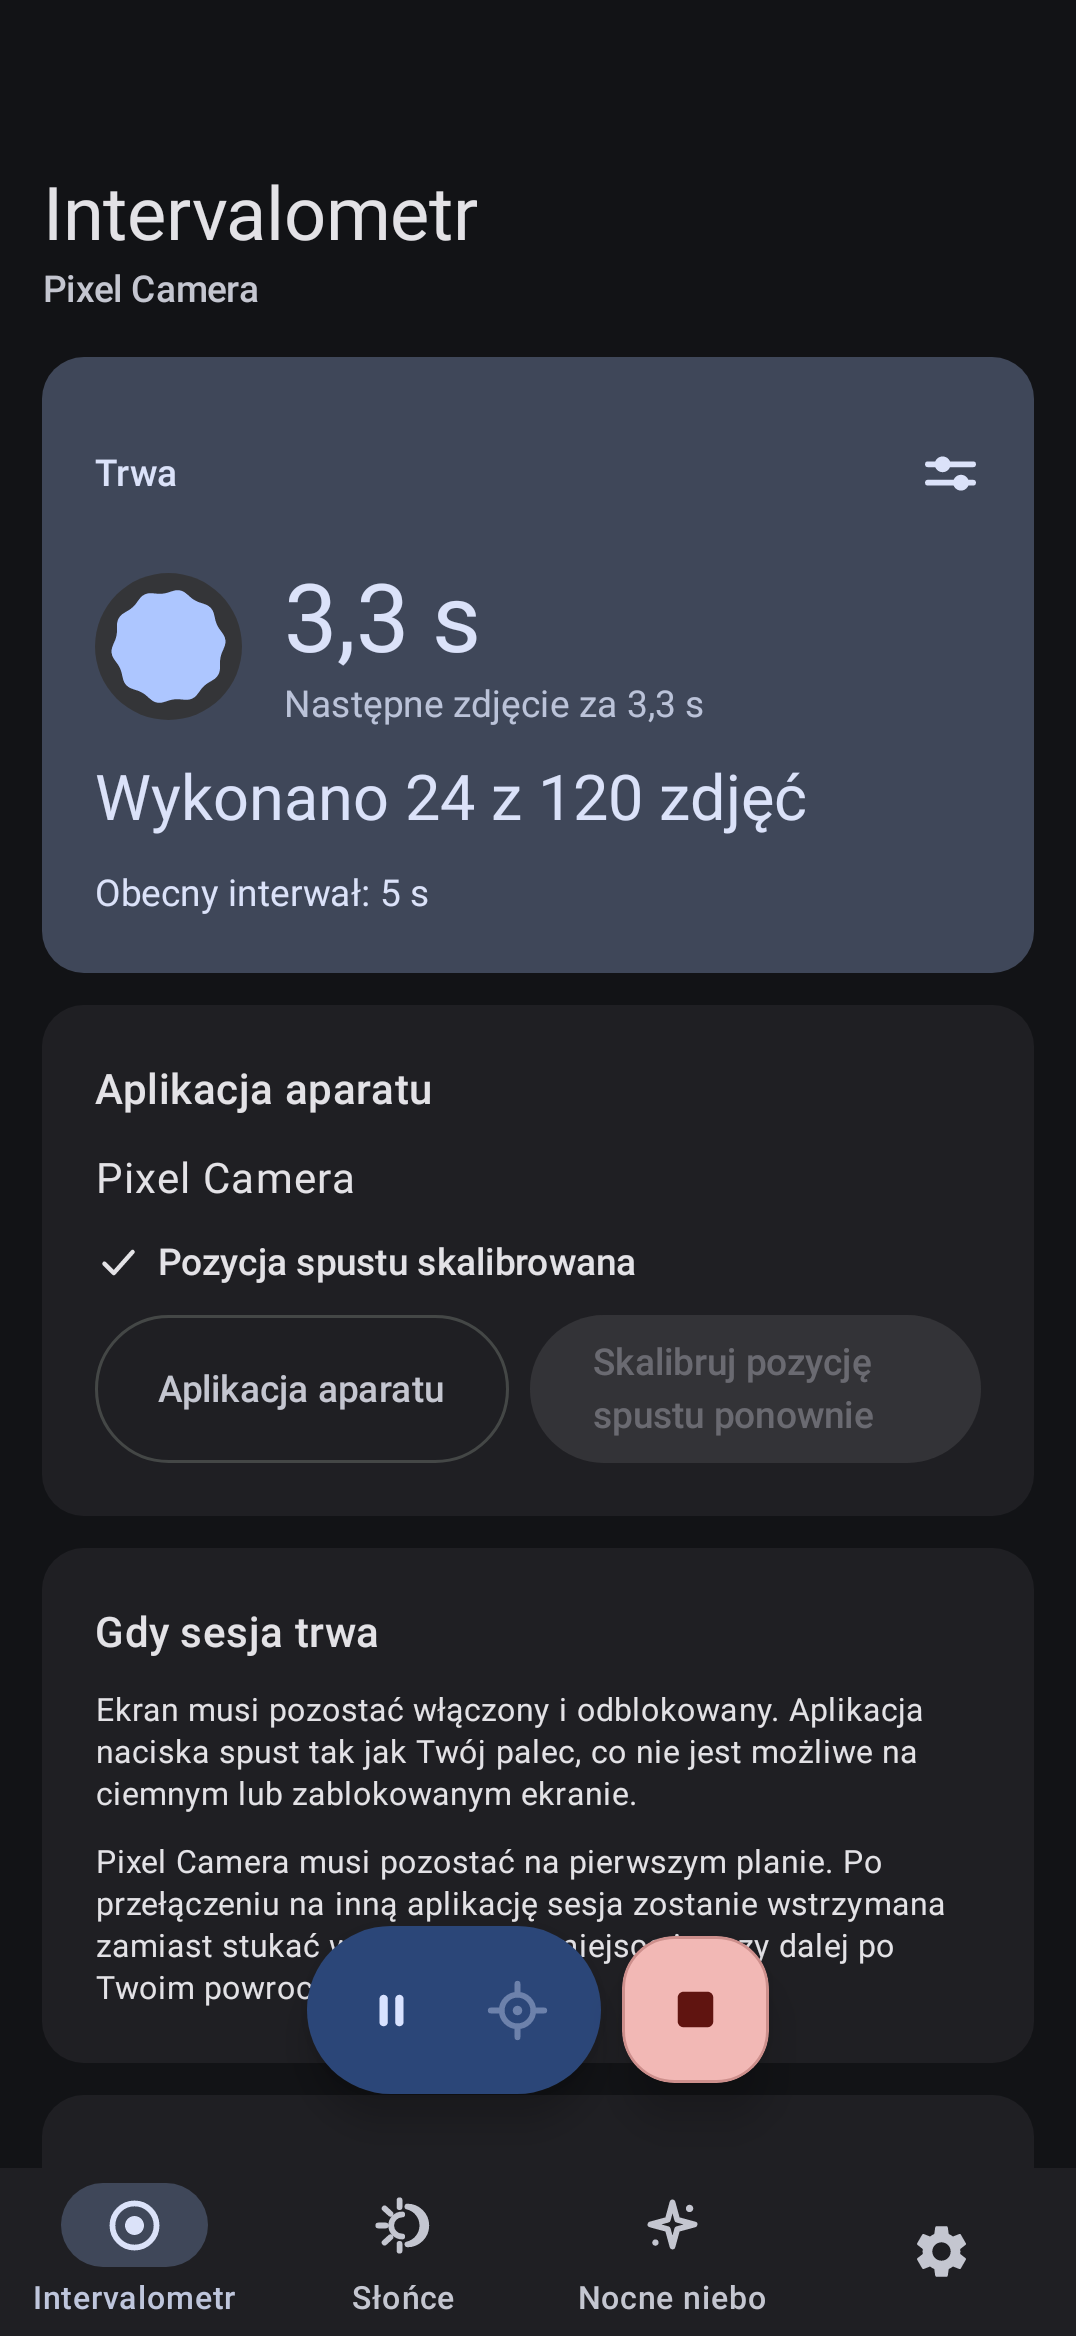 Intervalometr
Pixel Camera
Trwa
3,3 s
Następne zdjęcie za 3,3 s
Wykonano 24 z 120 zdjęć
Obecny interwał: 5 s
Aplikacja aparatu
Pixel Camera
Pozycja spustu skalibrowana
Aplikacja aparatu
Skalibruj pozycję
spustu ponownie
Gdy sesja trwa
Ekran musi pozostać włączony i odblokowany. Aplikacja
naciska spust tak jak Twój palec, co nie jest możliwe na
ciemnym lub zablokowanym ekranie.
Pixel Camera musi pozostać na pierwszym planie. Po
przełączeniu na inną aplikację sesja zostanie wstrzymana
zamiast stukać dalej po
Twoim
Intervalometr
Słońce
Nocne niebo